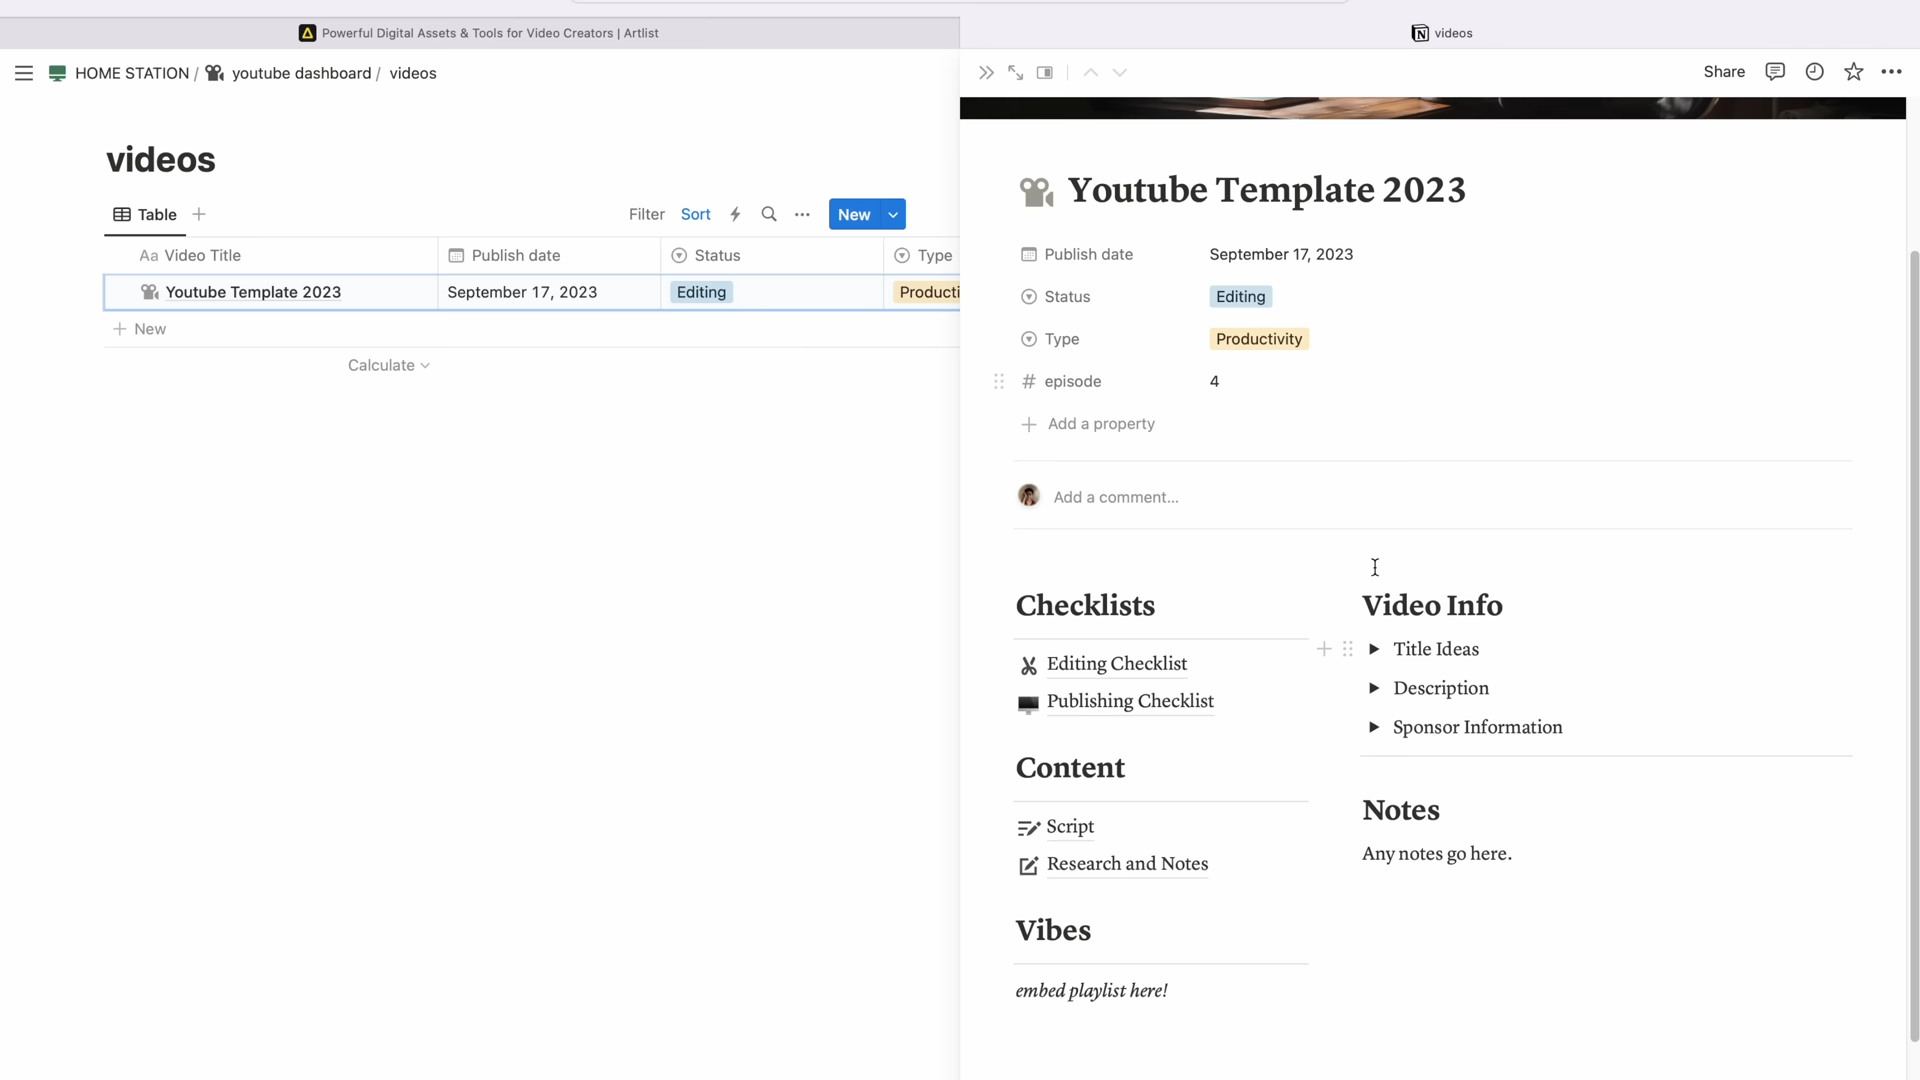 Powerful Digital Assets & Tools for Video Creators | Artlist
videos
HOME STATION / youtube dashboard / videos
Share
videos
Table
Filter
Sort
New
Aa Video Title
Publish date
Status
Type
Youtube Template 2023
September 17, 2023
Editing
Producti
New
Calculate
Youtube Template 2023
Publish date
September 17, 2023
Status
Editing
Type
Productivity
# episode
4
Add a property
Add a comment...
Checklists
Editing Checklist
Publishing Checklist
Content
Script
Research and Notes
Vibes
embed playlist here!
Video Info
Title Ideas
Description
Sponsor Information
Notes
Any notes go here.